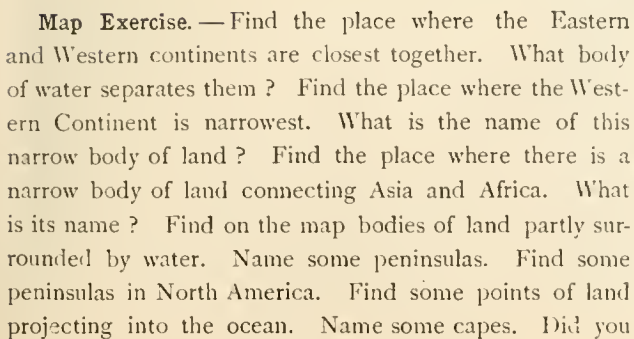 Map Exercise. — Find the place where the Eastern
and Western continents are closest together. What body
of water separates them ? Find the place where the West-
ern Continent is narrowest. What is the name of this
narrow body of land ? Find the place where there is a
narrow body of land connecting Asia and Africa. What
is its name ? Find on the map bodies of land partly sur-
rounded by water. Name some peninsulas. Find some
peninsulas in North America. Find some points of land
projecting into the ocean. Name some capes. Did you